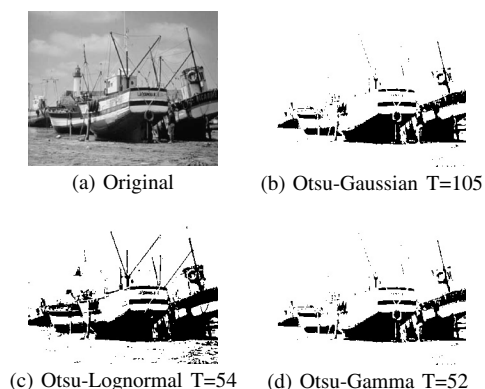 (a) Original
(b) Otsu-Gaussian T=105
(c) Otsu-Lognormal T=54
(d) Otsu-Gamma T=52